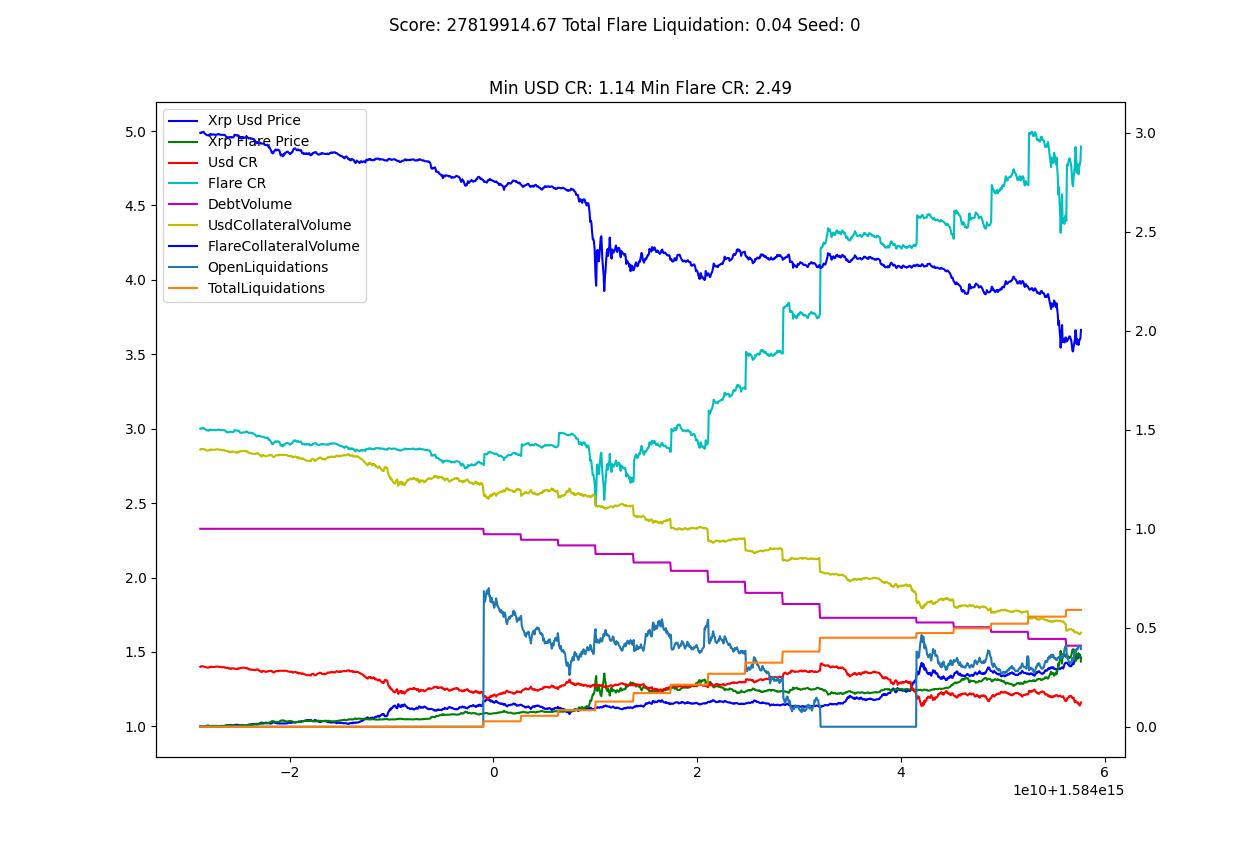 Score: 27819914.67 Total Flare Liquidation: 0.04 Seed: 0
Min USD CR: 1.14 Min Flare CR: 2.49
Xrp Usd Price
Xrp Flare Price
Usd CR
Flare CR
DebtVolume
UsdCollateralVolume
FlareCollateralVolume
OpenLiquidations
TotalLiquidations
5.0
4.5
4.0
3.5
3.0
2.5
2.0
1.5
1.0
3.0
2.5
2.0
1.5
1.0
0.5
0.0
−2 0 2 4 6
1e10+1.584e15